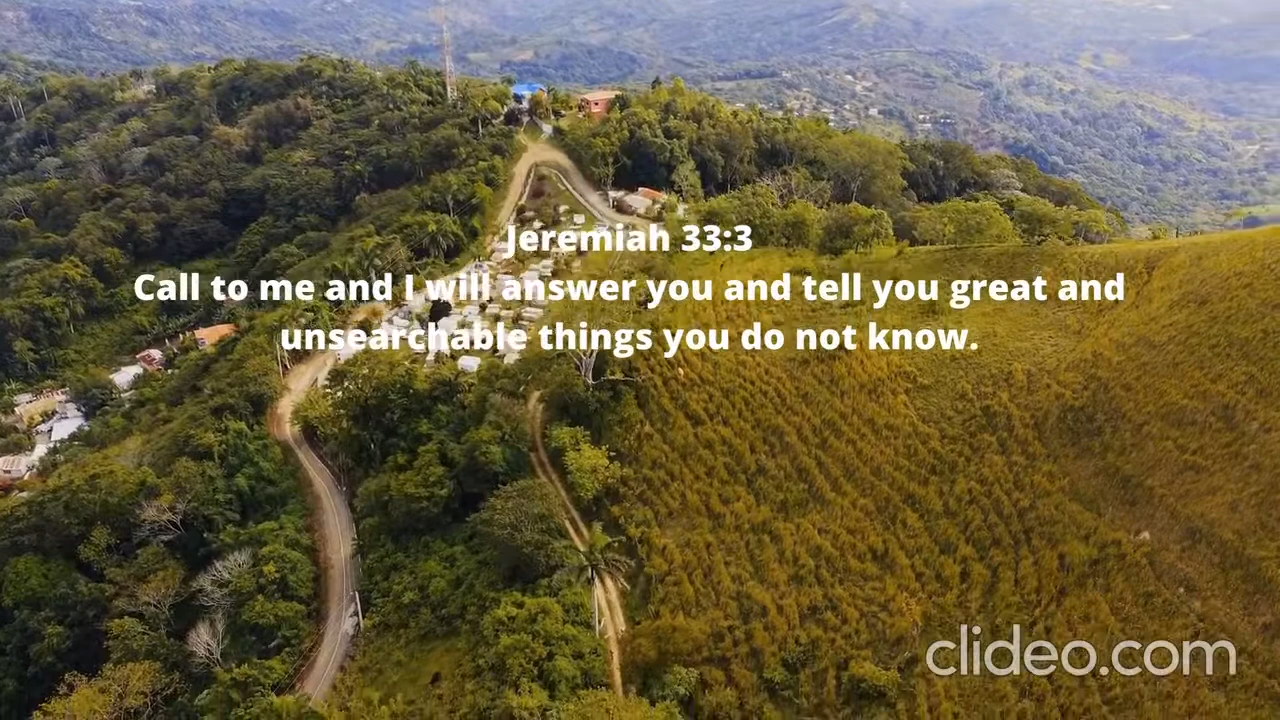 Jeremiah 33:3
Call to me and I will answer you and tell you great and
unsearchable things you do not know.
clideo.com